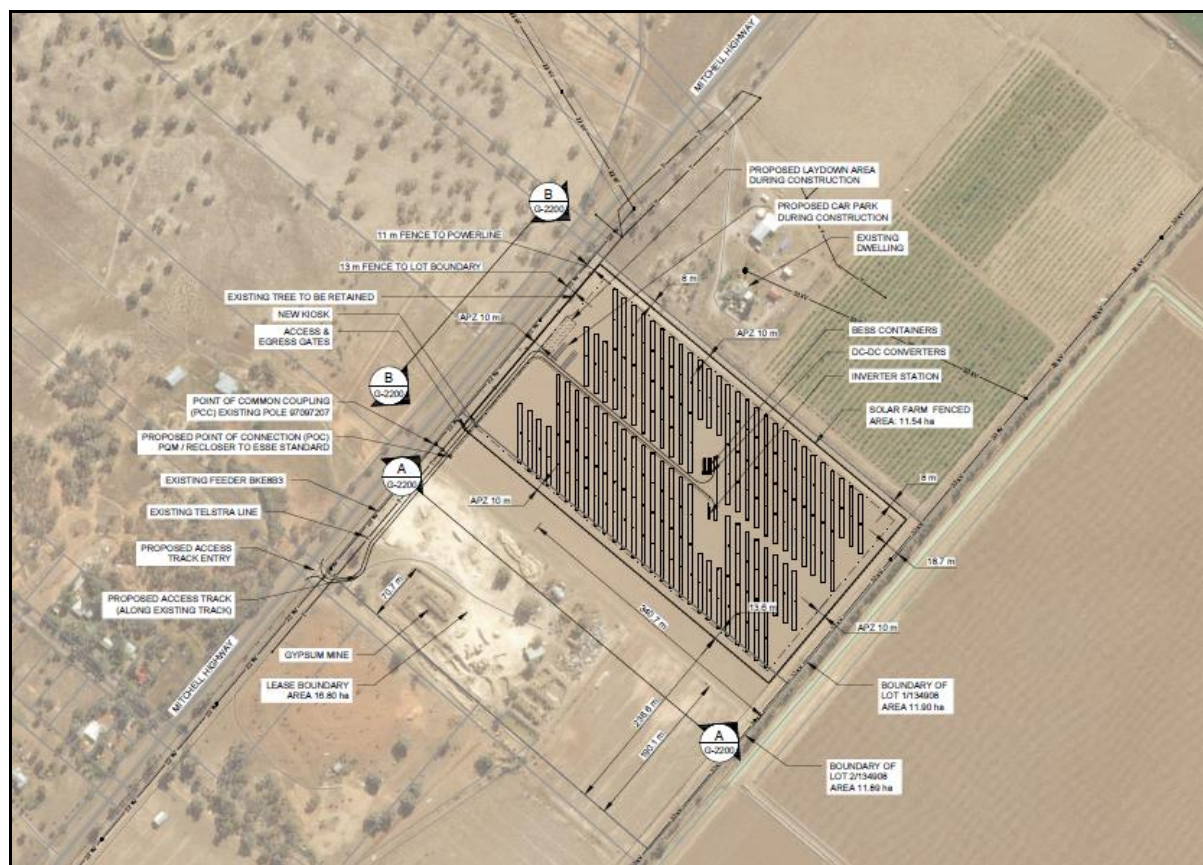 MITCHELL HIGHWAY
PROPOSED LAYDOWN AREA
DURING CONSTRUCTION
PROPOSED CAR PARK
DURING CONSTRUCTION
EXISTING
DWELLING
B
G-2200
11 m FENCE TO POWERLINE
13 m FENCE TO LOT BOUNDARY
8 m
EXISTING TREE TO BE RETAINED
NEW KIOSK
ACCESS &
EGRESS GATES
APZ 10 m
APZ 10 m
BESS CONTAINERS
DC-DC CONVERTERS
INVERTER STATION
B
G-2200
POINT OF COMMON COUPLING
(PCC) EXISTING POLE 97097207
SOLAR FARM FENCED
AREA: 11.54 ha
PROPOSED POINT OF CONNECTION (POC)
PQM / RECLOSER TO ESSE STANDARD
A
G-2200
EXISTING FEEDER BKE8B3
8 m
APZ 10 m
EXISTING TELSTRA LINE
PROPOSED ACCESS
TRACK ENTRY
18.7 m
PROPOSED ACCESS TRACK
(ALONG EXISTING TRACK)
70.7 m
340.7 m
13.6 m
APZ 10 m
GYPSUM MINE
LEASE BOUNDARY
AREA 16.80 ha
MITCHELL HIGHWAY
BOUNDARY OF
LOT 1/134908
AREA 11.90 ha
238.6 m
190.1 m
A
G-2200
BOUNDARY OF
LOT 2/134908
AREA 11.89 ha